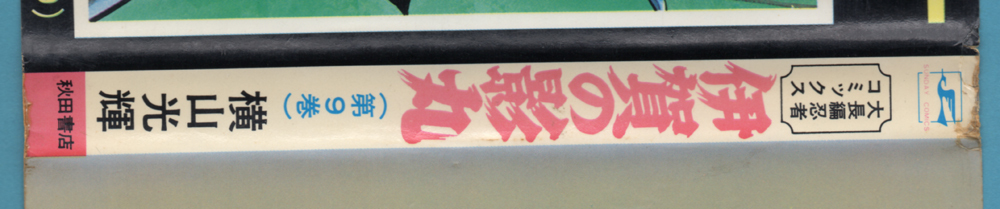 SUNDAY COMICS
大長編忍者
コミックス
伊賀の影丸
(第9巻)
横山光輝
秋田書店